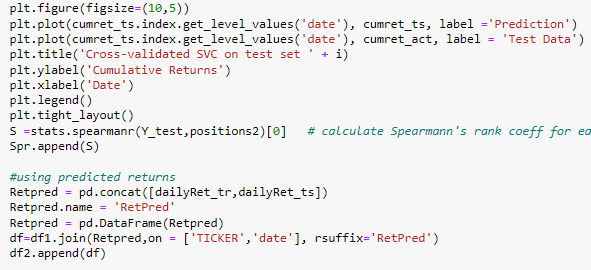 plt.figure(figsize=(10,5))
plt.plot(cumret_ts.index.get_level_values('date'), cumret_ts, label ='Prediction')
plt.plot(cumret_ts.index.get_level_values('date'), cumret_act, label = 'Test Data')
plt.title('Cross-validated SVC on test set ' + i)
plt.ylabel('Cumulative Returns')
plt.xlabel('Date')
plt.legend()
plt.tight_layout()
S =stats.spearmanr(Y_test,positions2)[0]   # calculate Spearmann's rank coeff for ea
Spr.append(S)
#using predicted returns
Retpred = pd.concat([dailyRet_tr,dailyRet_ts])
Retpred.name = 'RetPred'
Retpred = pd.DataFrame(Retpred)
df=df1.join(Retpred,on = ['TICKER','date'], rsuffix='RetPred')
df2.append(df)